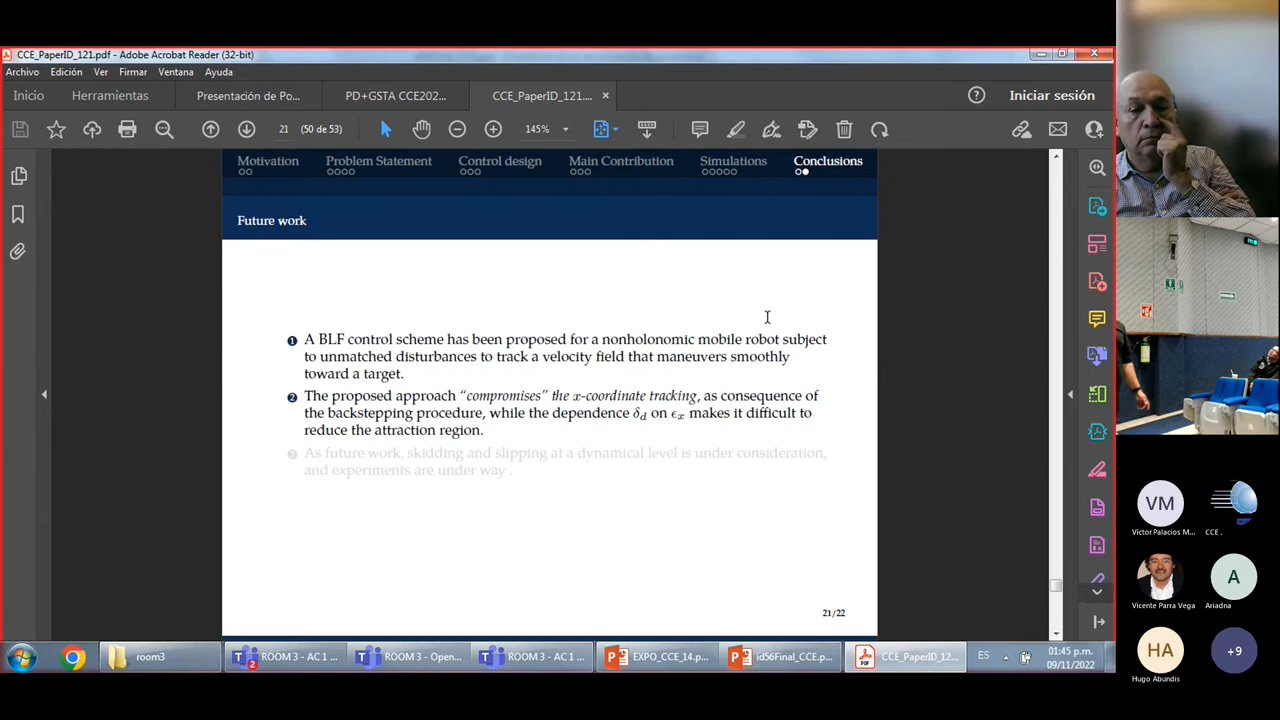 CCE_PaperID_121.pdf - Adobe Acrobat Reader (32-bit)
Archivo Edición Ver Firmar Ventana Ayuda
Inicio Herramientas Presentación de Po... PD+GSTA CCE202... CCE_PaperID_121.... Iniciar sesión
21 (50 de 53) 145%
Motivation Problem Statement Control design Main Contribution Simulations Conclusions
Future work
1 A BLF control scheme has been proposed for a nonholonomic mobile robot subject
to unmatched disturbances to track a velocity field that maneuvers smoothly
toward a target.
2 The proposed approach “compromises” the x-coordinate tracking, as consequence of
the backstepping procedure, while the dependence δd on ϵx makes it difficult to
reduce the attraction region.
3 As future work, skidding and slipping at a dynamical level is under consideration,
and experiments are under way .
21/22
VM
Victor Palacios M...
CCE .
Vicente Parra Vega
A
Ariadna
HA
Hugo Abundis
+9
room3
2
ROOM 3 - AC 1 ...
ROOM 3 - Open...
ROOM 3 - AC 1 ...
EXPO_CCE_14.p...
id56Final_CCE.p...
CCE_PaperID_12...
ES
01:45 p.m.
09/11/2022